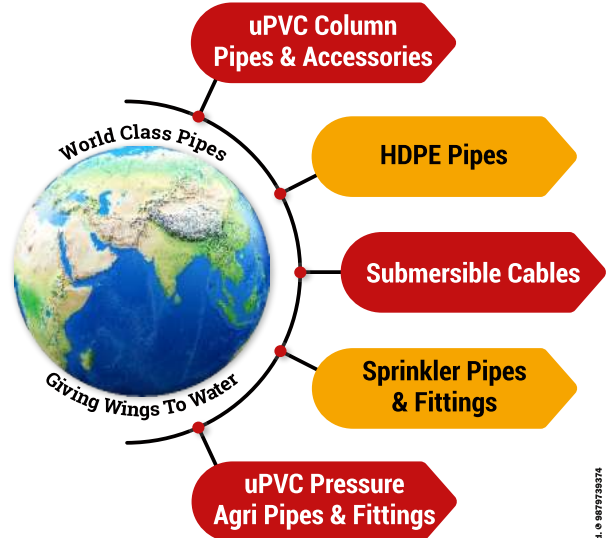 uPVC Column
Pipes & Accessories
World Class Pipes
HDPE Pipes
Submersible Cables
Sprinkler Pipes
& Fittings
Giving Wings To Water
uPVC Pressure
Agri Pipes & Fittings
9879739374